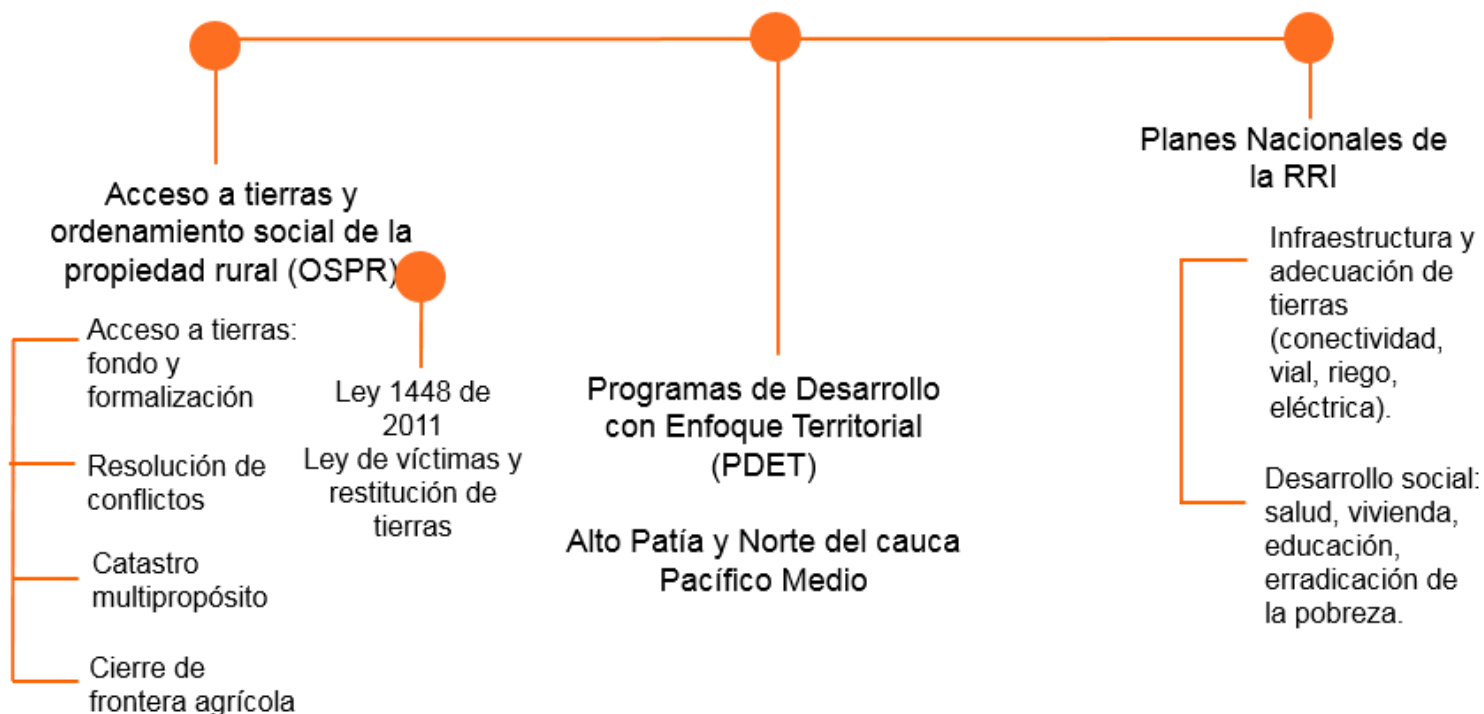 Acceso a tierras y
ordenamiento social de la
propiedad rural (OSPR)
Acceso a tierras:
fondo y
formalización
Resolución de
conflictos
Catastro
multipropósito
Cierre de
frontera agrícola
Ley 1448 de
2011
Ley de víctimas y
restitución de
tierras
Programas de Desarrollo
con Enfoque Territorial
(PDET)
Alto Patía y Norte del cauca
Pacífico Medio
Planes Nacionales de
la RRI
Infraestructura y
adecuación de
tierras
(conectividad,
vial, riego,
eléctrica).
Desarrollo social:
salud, vivienda,
educación,
erradicación de
la pobreza.